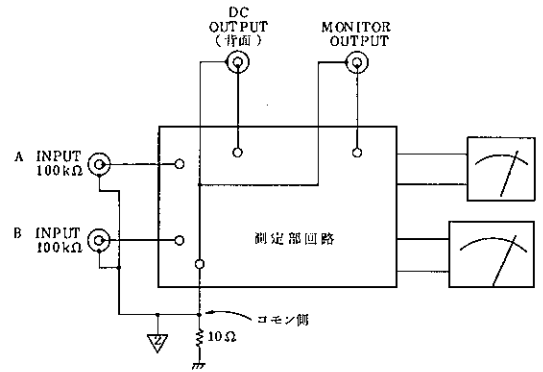 DC
OUTPUT
(背面)
MONITOR
OUTPUT
A INPUT
100kΩ
B INPUT
100kΩ
測定部回路
コモン側
2
10Ω